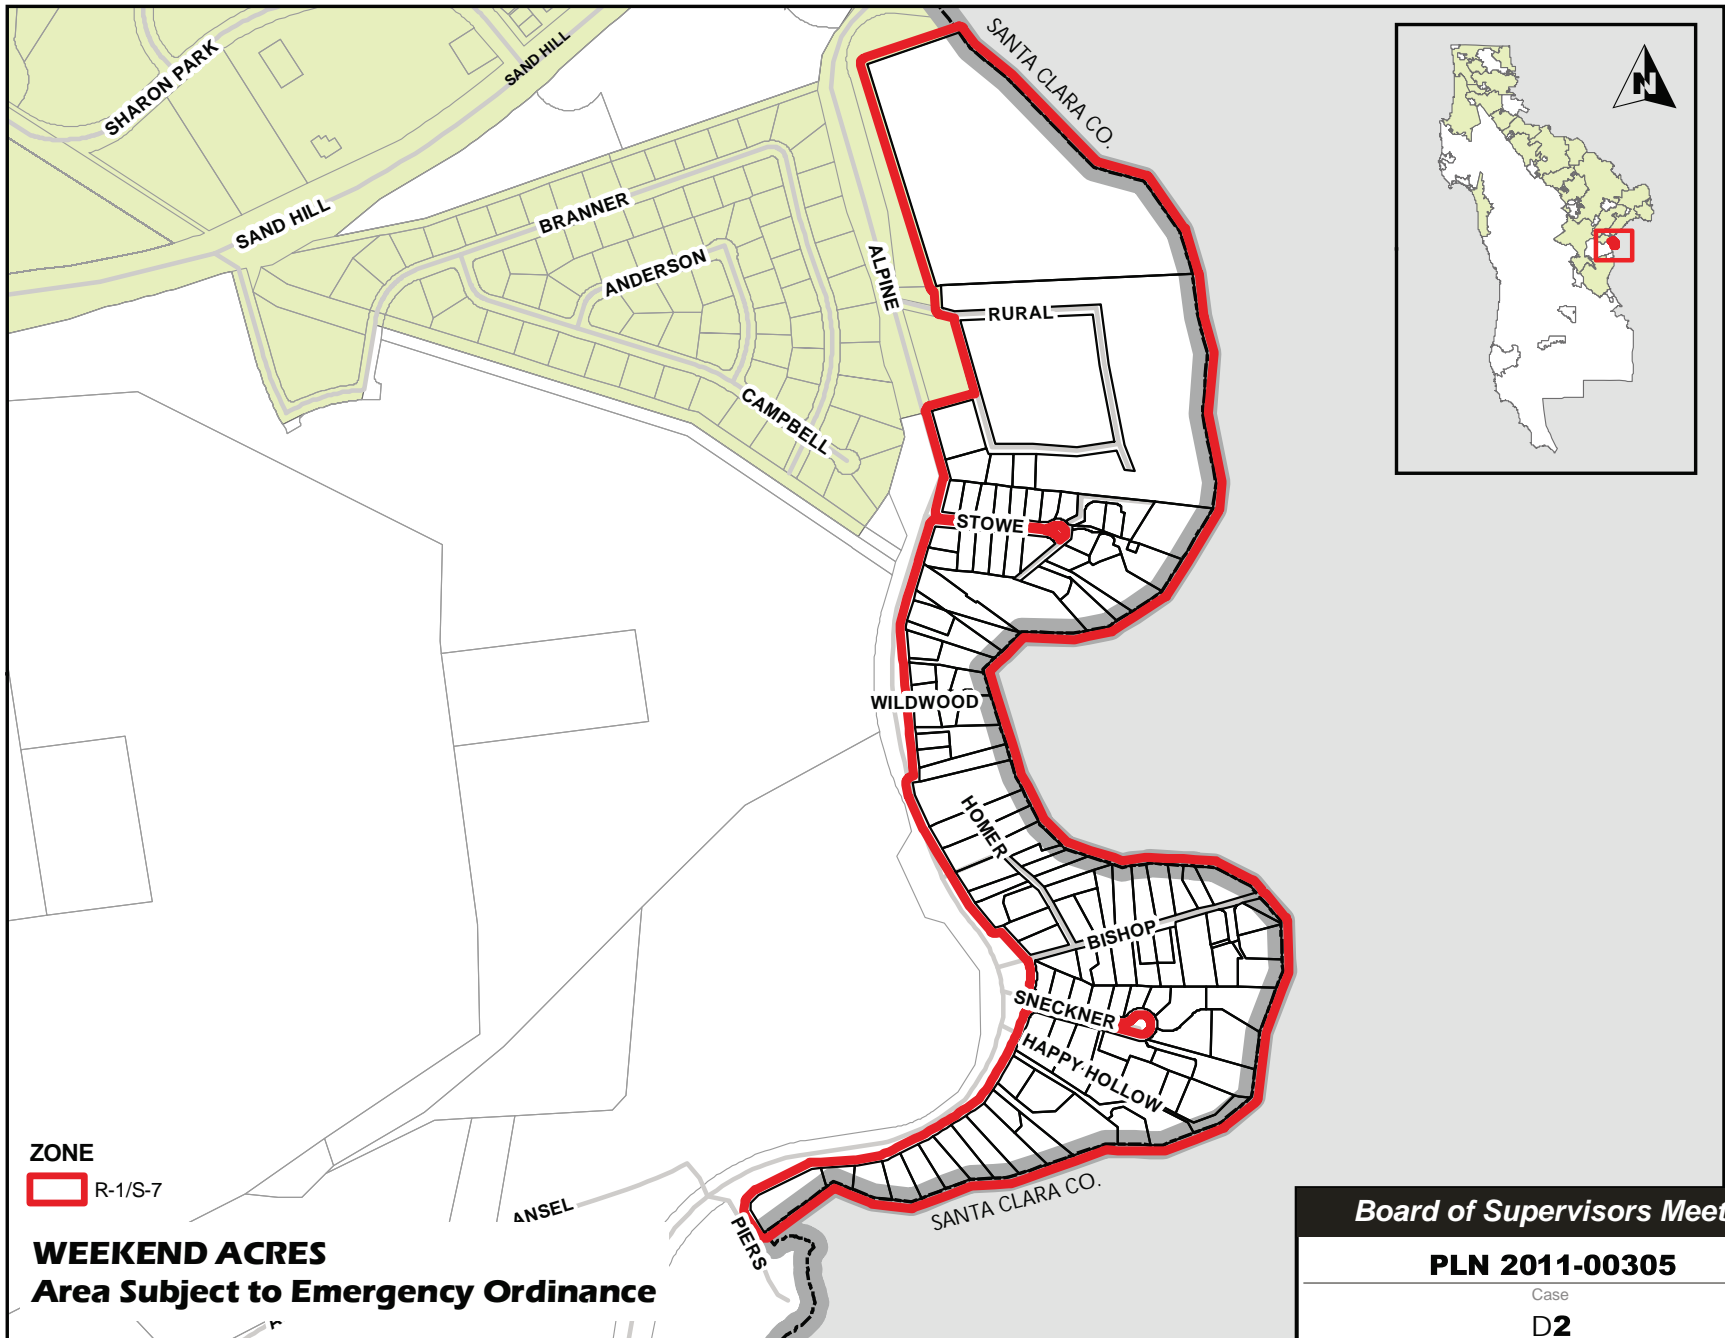 SANTA CLARA CO.
SHARON PARK
SAND HILL
N
SAND HILL
BRANNER
ANDERSON
ALPINE
RURAL
CAMPBELL
STOWE
WILDWOOD
HOMER
BISHOP
SNECKNER
HAPPY HOLLOW
ZONE
R-1/S-7
ANSEL
PIERS
SANTA CLARA CO.
WEEKEND ACRES
Area Subject to Emergency Ordinance
Board of Supervisors Meet
PLN 2011-00305
Case
D2